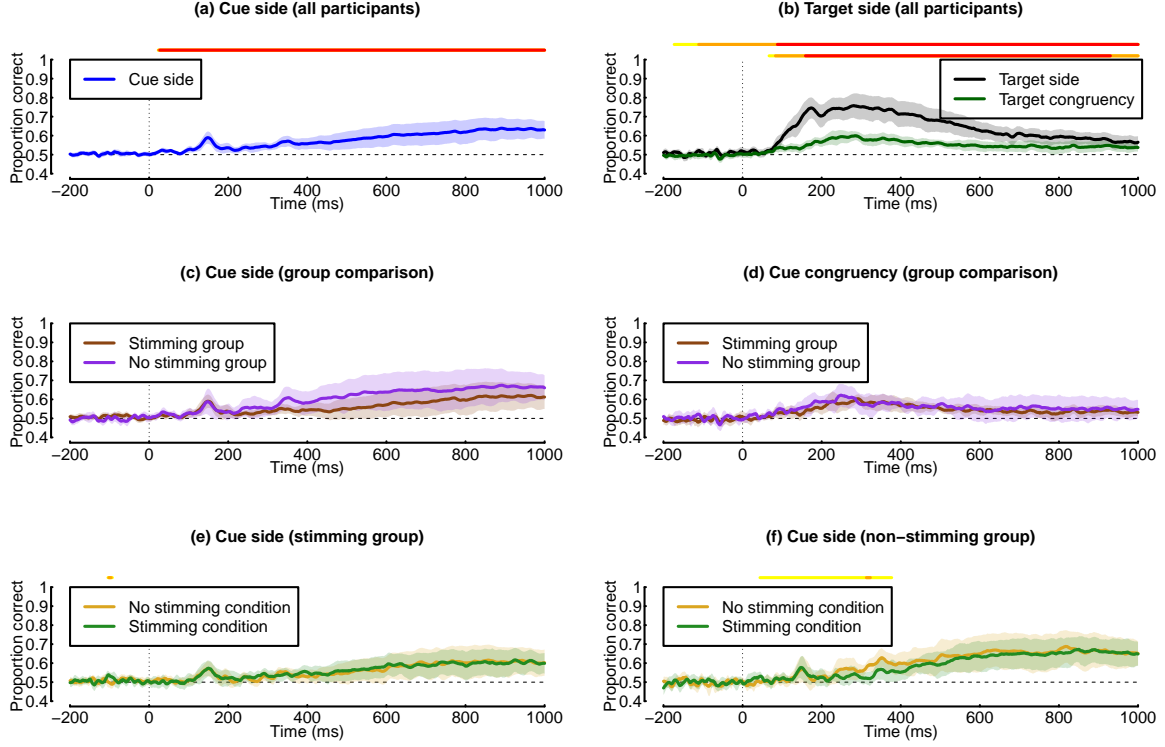 (a) Cue side (all participants)
Proportion correct
1
0.9
0.8
0.7
0.6
0.5
0.4
Cue side
−200 0 200 400 600 800 1000
Time (ms)
(b) Target side (all participants)
Proportion correct
1
0.9
0.8
0.7
0.6
0.5
0.4
Target side
Target congruency
−200 0 200 400 600 800 1000
Time (ms)
(c) Cue side (group comparison)
Proportion correct
1
0.9
0.8
0.7
0.6
0.5
0.4
Stimming group
No stimming group
−200 0 200 400 600 800 1000
Time (ms)
(d) Cue congruency (group comparison)
Proportion correct
1
0.9
0.8
0.7
0.6
0.5
0.4
Stimming group
No stimming group
−200 0 200 400 600 800 1000
Time (ms)
(e) Cue side (stimming group)
Proportion correct
1
0.9
0.8
0.7
0.6
0.5
0.4
No stimming condition
Stimming condition
−200 0 200 400 600 800 1000
Time (ms)
(f) Cue side (non−stimming group)
Proportion correct
1
0.9
0.8
0.7
0.6
0.5
0.4
No stimming condition
Stimming condition
−200 0 200 400 600 800 1000
Time (ms)